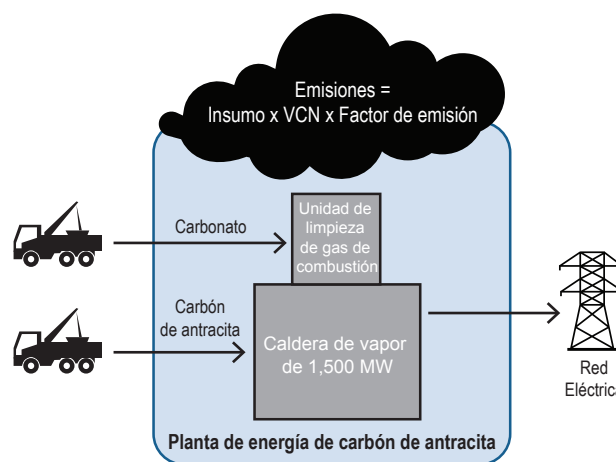 Emisiones =
Insumo x VCN x Factor de emisión
Unidad de
limpieza
de gas de
combustión
Carbonato
Carbón
de antracita
Caldera de vapor
de 1,500 MW
Red
Eléctrica
Planta de energía de carbón de antracita